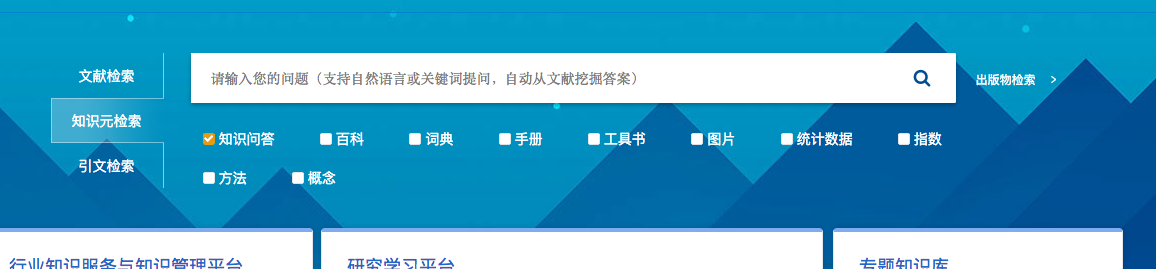 文献检索
请输入您的问题（支持自然语言或关键词提问，自动从文献挖掘答案）
出版物检索
知识元检索
知识问答 百科 词典 手册 工具书 图片 统计数据 指数
引文检索
方法 概念
行业知识服务与知识管理平台 研究学习平台 专题知识库